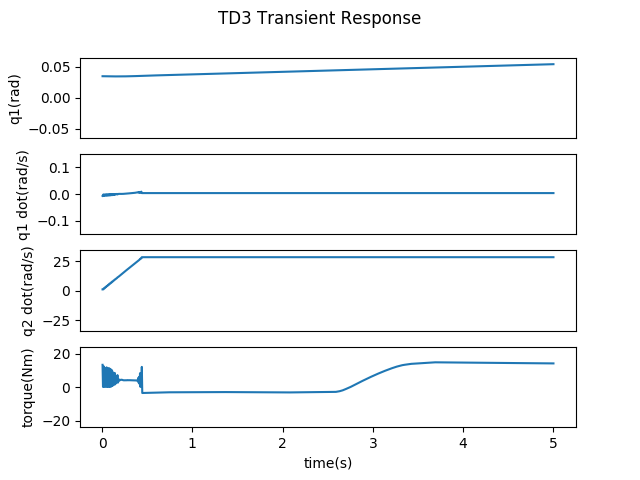 TD3 Transient Response
q1(rad)
0.05
0.00
−0.05
q1 dot(rad/s)
0.1
0.0
−0.1
q2 dot(rad/s)
25
0
−25
torque(Nm)
20
0
−20
0 1 2 3 4 5
time(s)